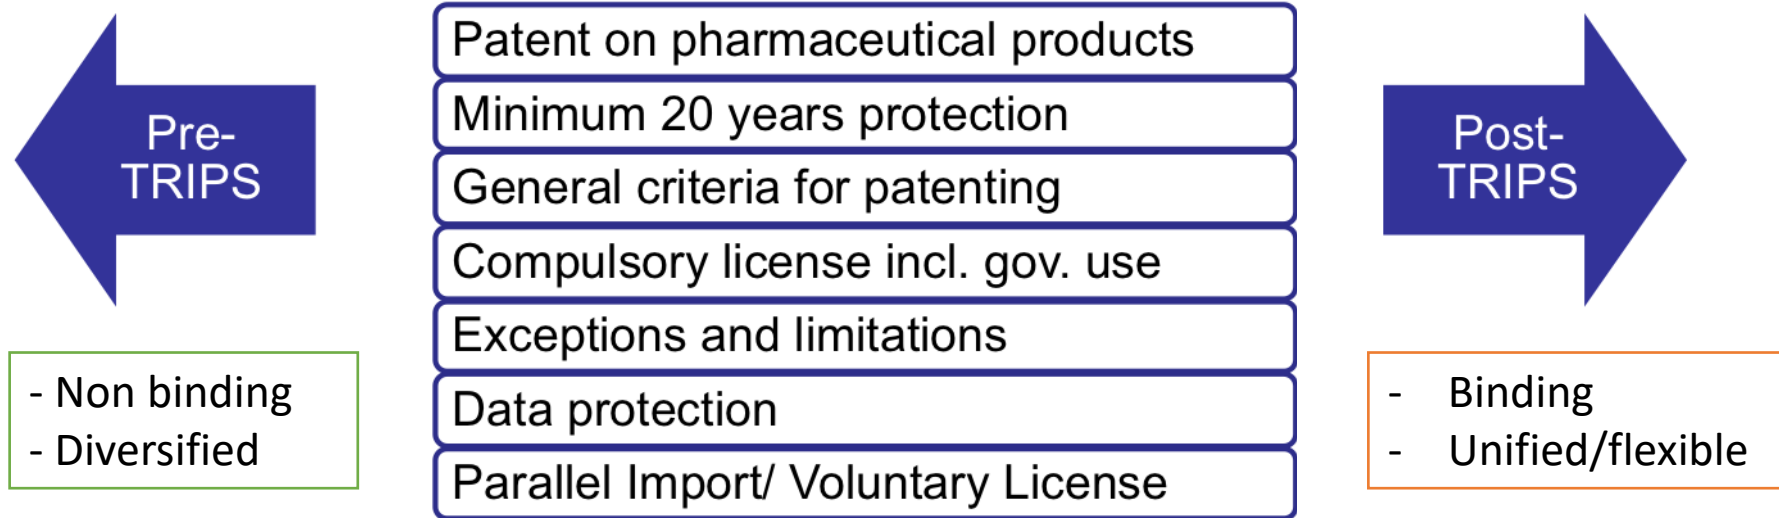 Pre-
TRIPS
- Non binding
- Diversified
Patent on pharmaceutical products
Minimum 20 years protection
General criteria for patenting
Compulsory license incl. gov. use
Exceptions and limitations
Data protection
Parallel Import/ Voluntary License
Post-
TRIPS
- Binding
- Unified/flexible